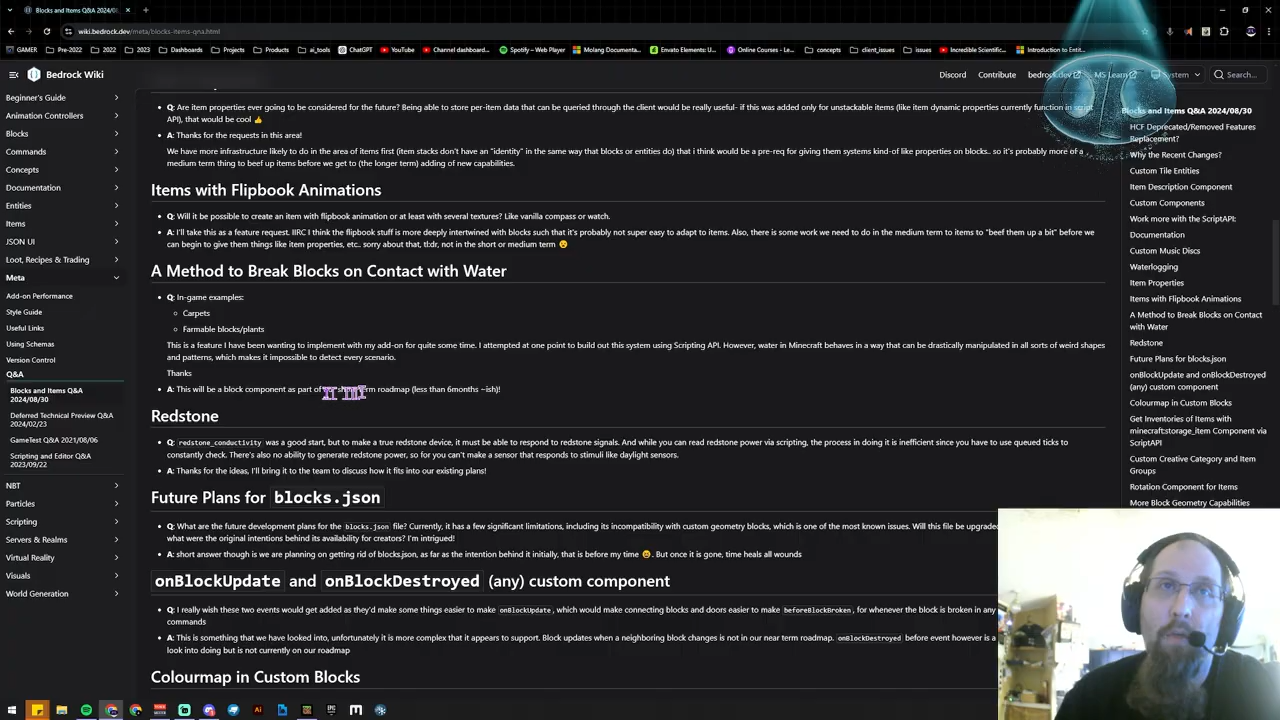 Blocks and Items Q&A 2024/08/
wiki.bedrock.dev/meta/blocks-items-qna.html
GAMER
Pre-2022
2022
2023
Dashboards
Projects
Products
ai_tools
ChatGPT
YouTube
Channel dashboard...
Spotify - Web Player
Molang Documenta...
Envato Elements: U...
Online Courses - Le...
concepts
client_issues
issues
Incredible Scientific...
Introduction to Entit...
Bedrock Wiki
Discord
Contribute
bedrock.dev
MS Learn
System
Search...
Beginner's Guide
Animation Controllers
Blocks
Commands
Concepts
Documentation
Entities
Items
JSON UI
Loot, Recipes & Trading
Meta
Add-on Performance
Style Guide
Useful Links
Using Schemas
Version Control
Q&A
Blocks and Items Q&A
2024/08/30
Deferred Technical Preview Q&A
2024/02/23
GameTest Q&A 2021/08/06
Scripting and Editor Q&A
2023/09/22
NBT
Particles
Scripting
Servers & Realms
Virtual Reality
Visuals
World Generation
Q: Are item properties ever going to be considered for the future? Being able to store per-item data that can be queried through the client would be really useful- if this was added only for unstackable items (like item dynamic properties currently function in script
API), that would be cool 👍
A: Thanks for the requests in this area!
We have more infrastructure likely to do in the area of items first (item stacks don't have an "identity" in the same way that blocks or entities do) that i think would be a pre-req for giving them systems kind-of like properties on blocks.. so it's probably more of a
medium term thing to beef up items before we get to (the longer term) adding of new capabilities.
Items with Flipbook Animations
Q: Will it be possible to create an item with flipbook animation or at least with several textures? Like vanilla compass or watch.
A: I'll take this as a feature request. IIRC I think the flipbook stuff is more deeply intertwined with blocks such that it's probably not super easy to adapt to items. Also, there is some work we need to do in the medium term to items to "beef them up a bit" before we
can begin to give them things like item properties, etc.. sorry about that, tl;dr, not in the short or medium term 😮
A Method to Break Blocks on Contact with Water
Q: In-game examples:
Carpets
Farmable blocks/plants
This is a feature I have been wanting to implement with my add-on for quite some time. I attempted at one point to build out this system using Scripting API. However, water in Minecraft behaves in a way that can be drastically manipulated in all sorts of weird shapes
and patterns, which makes it impossible to detect every scenario.
Thanks
A: This will be a block component as part of roadmap (less than 6months ~ish)!
Redstone
Q: redstone_conductivity was a good start, but to make a true redstone device, it must be able to respond to redstone signals. And while you can read redstone power via scripting, the process in doing it is inefficient since you have to use queued ticks to
constantly check. There's also no ability to generate redstone power, so for you can't make a sensor that responds to stimuli like daylight sensors.
A: Thanks for the ideas, I'll bring it to the team to discuss how it fits into our existing plans!
Future Plans for blocks.json
Q: What are the future development plans for the blocks.json file? Currently, it has a few significant limitations, including its incompatibility with custom geometry blocks, which is one of the most known issues. Will this file be upgraded
what were the original intentions behind its availability for creators? I'm intrigued!
A: short answer though is we are planning on getting rid of blocks.json, as far as the intention behind it initially, that is before my time 😉. But once it is gone, time heals all wounds
onBlockUpdate and onBlockDestroyed (any) custom component
Q: I really wish these two events would get added as they'd make some things easier to make onBlockUpdate, which would make connecting blocks and doors easier to make beforeBlockBroken, for whenever the block is broken in any
commands
A: This is something that we have looked into, unfortunately it is more complex that it appears to support. Block updates when a neighboring block changes is not in our near term roadmap. onBlockDestroyed before event however is a
look into doing but is not currently on our roadmap
Colourmap in Custom Blocks
Blocks and Items Q&A 2024/08/30
HCF Deprecated/Removed Features
Replacement?
Why the Recent Changes?
Custom Tile Entities
Item Description Component
Custom Components
Work more with the ScriptAPI:
Documentation
Custom Music Discs
Waterlogging
Item Properties
Items with Flipbook Animations
A Method to Break Blocks on Contact
with Water
Redstone
Future Plans for blocks.json
onBlockUpdate and onBlockDestroyed
(any) custom component
Colourmap in Custom Blocks
Get Inventories of Items with
minecraft:storage_item Component via
ScriptAPI
Custom Creative Category and Item
Groups
Rotation Component for Items
More Block Geometry Capabilities